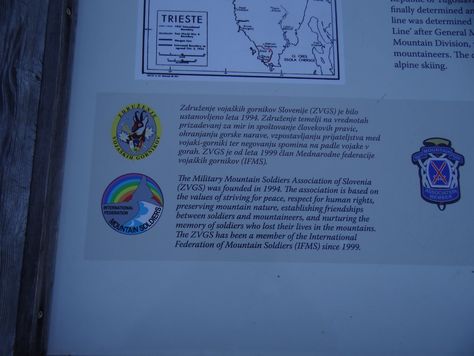 TRIESTE
Republic of Yugoslav
finally determined an
line was determined
Line' after General M
Mountain Division,
mountaineers. The
alpine skiing.
ZDRUŽENJE
VOJAŠKIH GORNIKOV
Združenje vojaških gornikov Slovenije (ZVGS) je bilo
ustanovljeno leta 1994. Združenje temelji na vrednotah
prizadevanj za mir in spoštovanje človekovih pravic,
ohranjanju gorske narave, vzpostavljanju prijateljstva med
vojaki-gorniki ter negovanju spomina na padle vojake v
gorah. ZVGS je od leta 1999 član Mednarodne federacije
vojaških gornikov (IFMS).
INTERNATIONAL
FEDERATION
MOUNTAIN SOLDIERS
The Military Mountain Soldiers Association of Slovenia
(ZVGS) was founded in 1994. The association is based on
the values of striving for peace, respect for human rights,
preserving mountain nature, establishing friendships
between soldiers and mountaineers, and nurturing the
memory of soldiers who lost their lives in the mountains.
The ZVGS has been a member of the International
Federation of Mountain Soldiers (IFMS) since 1999.
ASSOCIATION